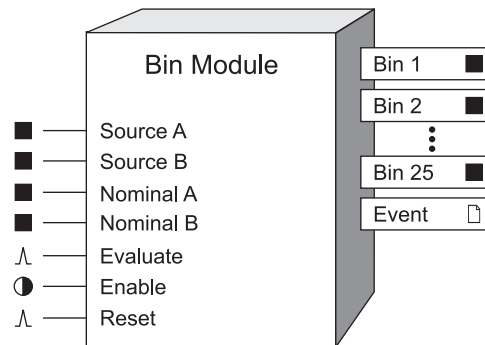 Bin Module
Source A
Source B
Nominal A
Nominal B
Evaluate
Enable
Reset
Bin 1
Bin 2
Bin 25
Event